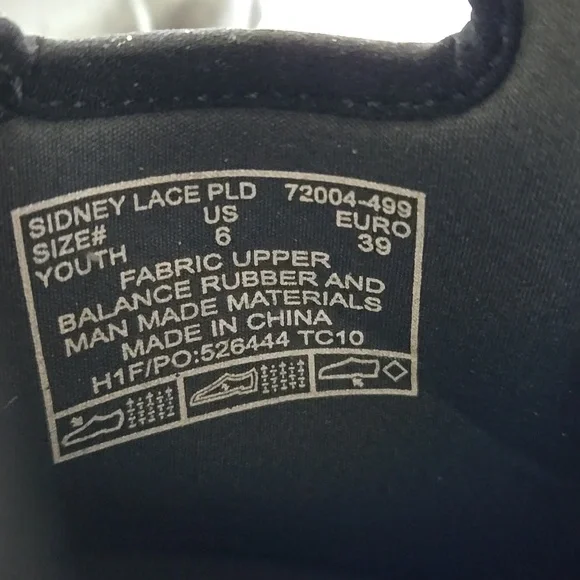 SIDNEY LACE PLD 72004-499
SIZE# US EURO
YOUTH 6 39
FABRIC UPPER
BALANCE RUBBER AND
MAN MADE MATERIALS
MADE IN CHINA
H1F/PO:526444 TC10